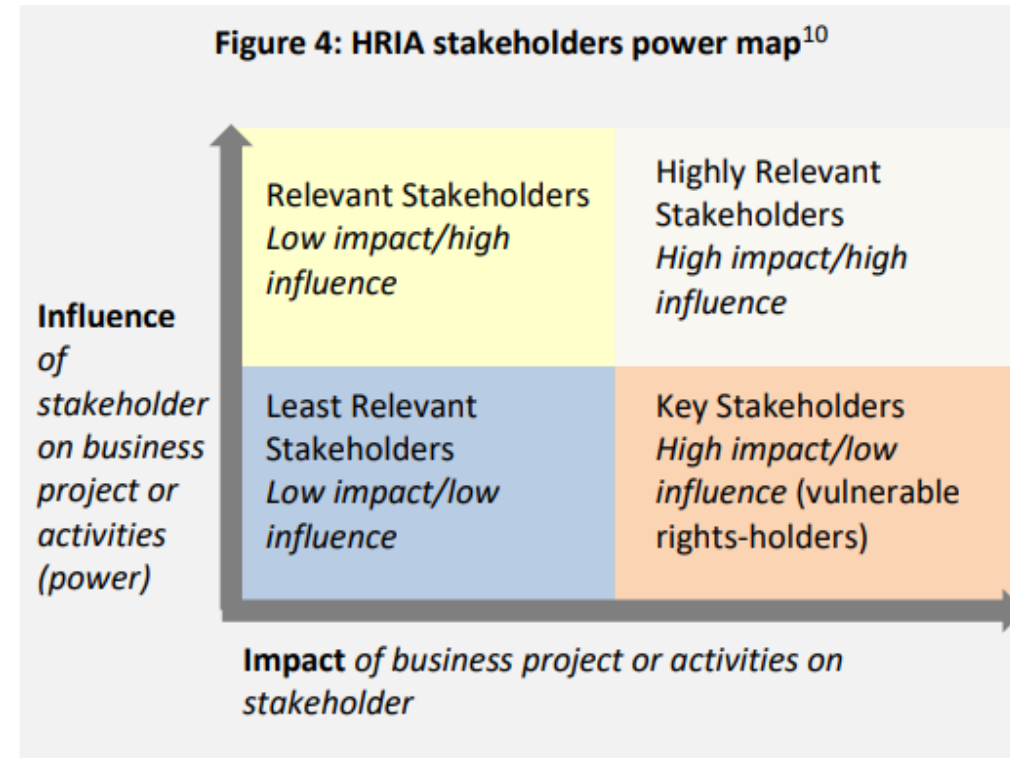 Figure 4: HRIA stakeholders power map10
Relevant Stakeholders
Low impact/high
influence
Highly Relevant
Stakeholders
High impact/high
influence
Influence
of
stakeholder
on business
project or
activities
(power)
Least Relevant
Stakeholders
Low impact/low
influence
Key Stakeholders
High impact/low
influence (vulnerable
rights-holders)
Impact of business project or activities on
stakeholder